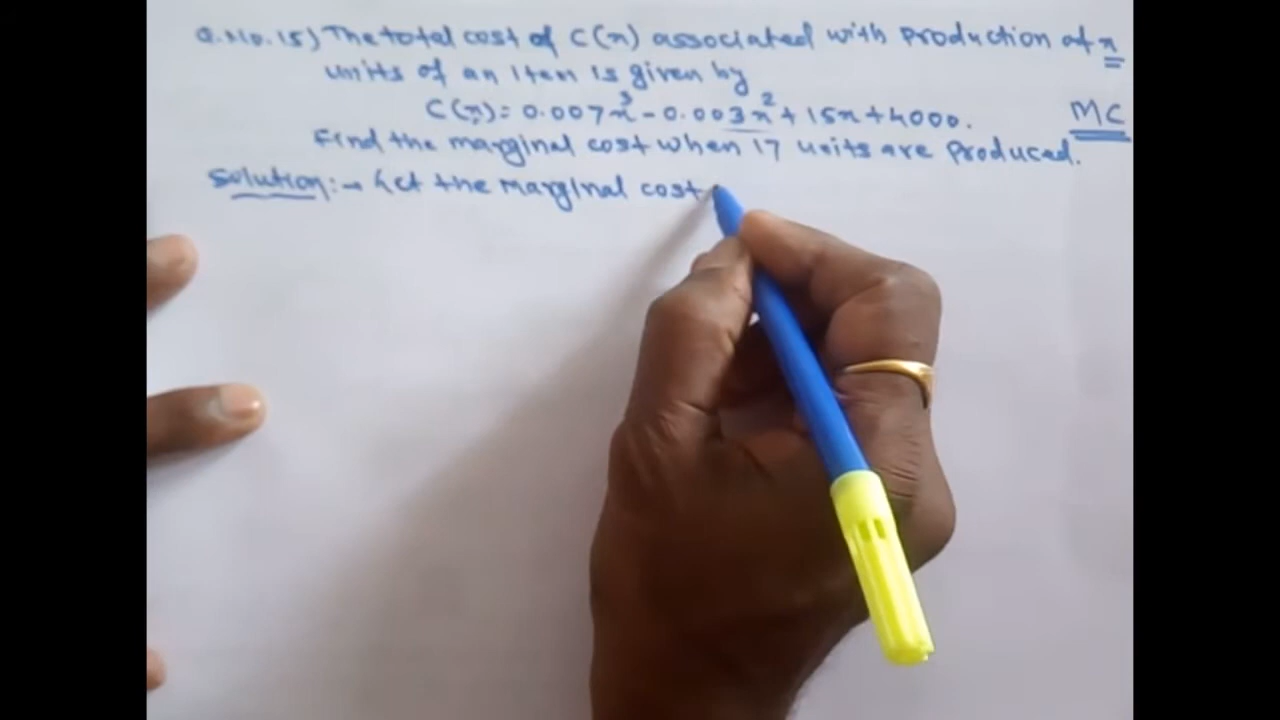 Q.No.15) The total cost of C(x) associated with production of x
units of an item is given by
C(x) = 0.007x³ - 0.003x² + 15x + 4000.
MC
Find the marginal cost when 17 units are produced.
Solution:→ Let the Marginal cost